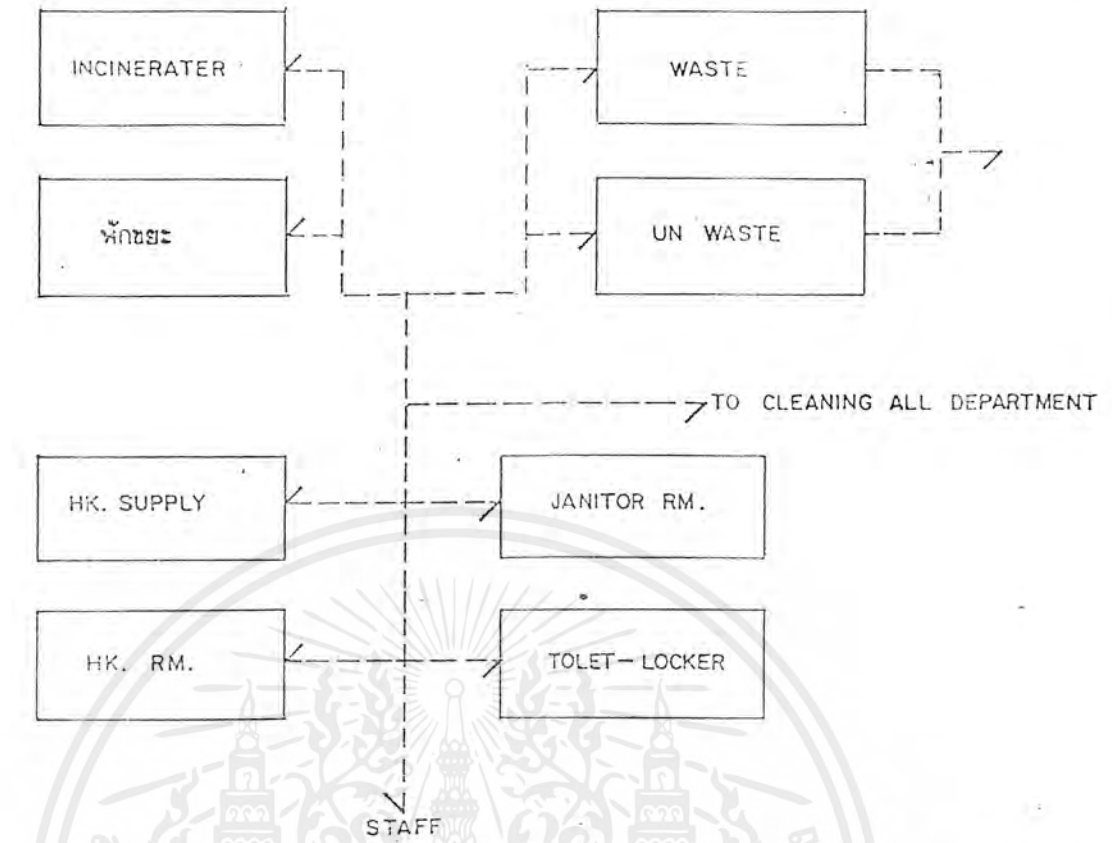 INCINERATER
WASTE
พักขยะ
UN WASTE
TO CLEANING ALL DEPARTMENT
HK. SUPPLY
JANITOR RM.
HK. RM.
TOLET-LOCKER
STAFF